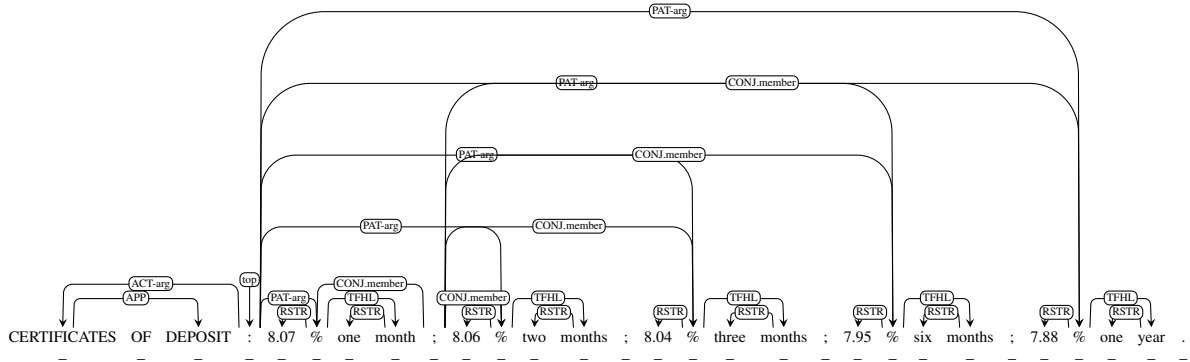 PAT-arg
PAT-arg CONJ.member
PAT-arg CONJ.member
PAT-arg CONJ.member
ACT-arg top CONJ.member
APP PAT-arg TFHL CONJ.member TFHL TFHL TFHL TFHL
RSTR RSTR RSTR RSTR RSTR RSTR RSTR RSTR RSTR RSTR
CERTIFICATES OF DEPOSIT : 8.07 % one month ; 8.06 % two months ; 8.04 % three months ; 7.95 % six months ; 7.88 % one year .
_ _ _ _ _ _ _ _ _ _ _ _ _ _ _ _ _ _ _ _ _ _ _ _ _ _ _ _ _